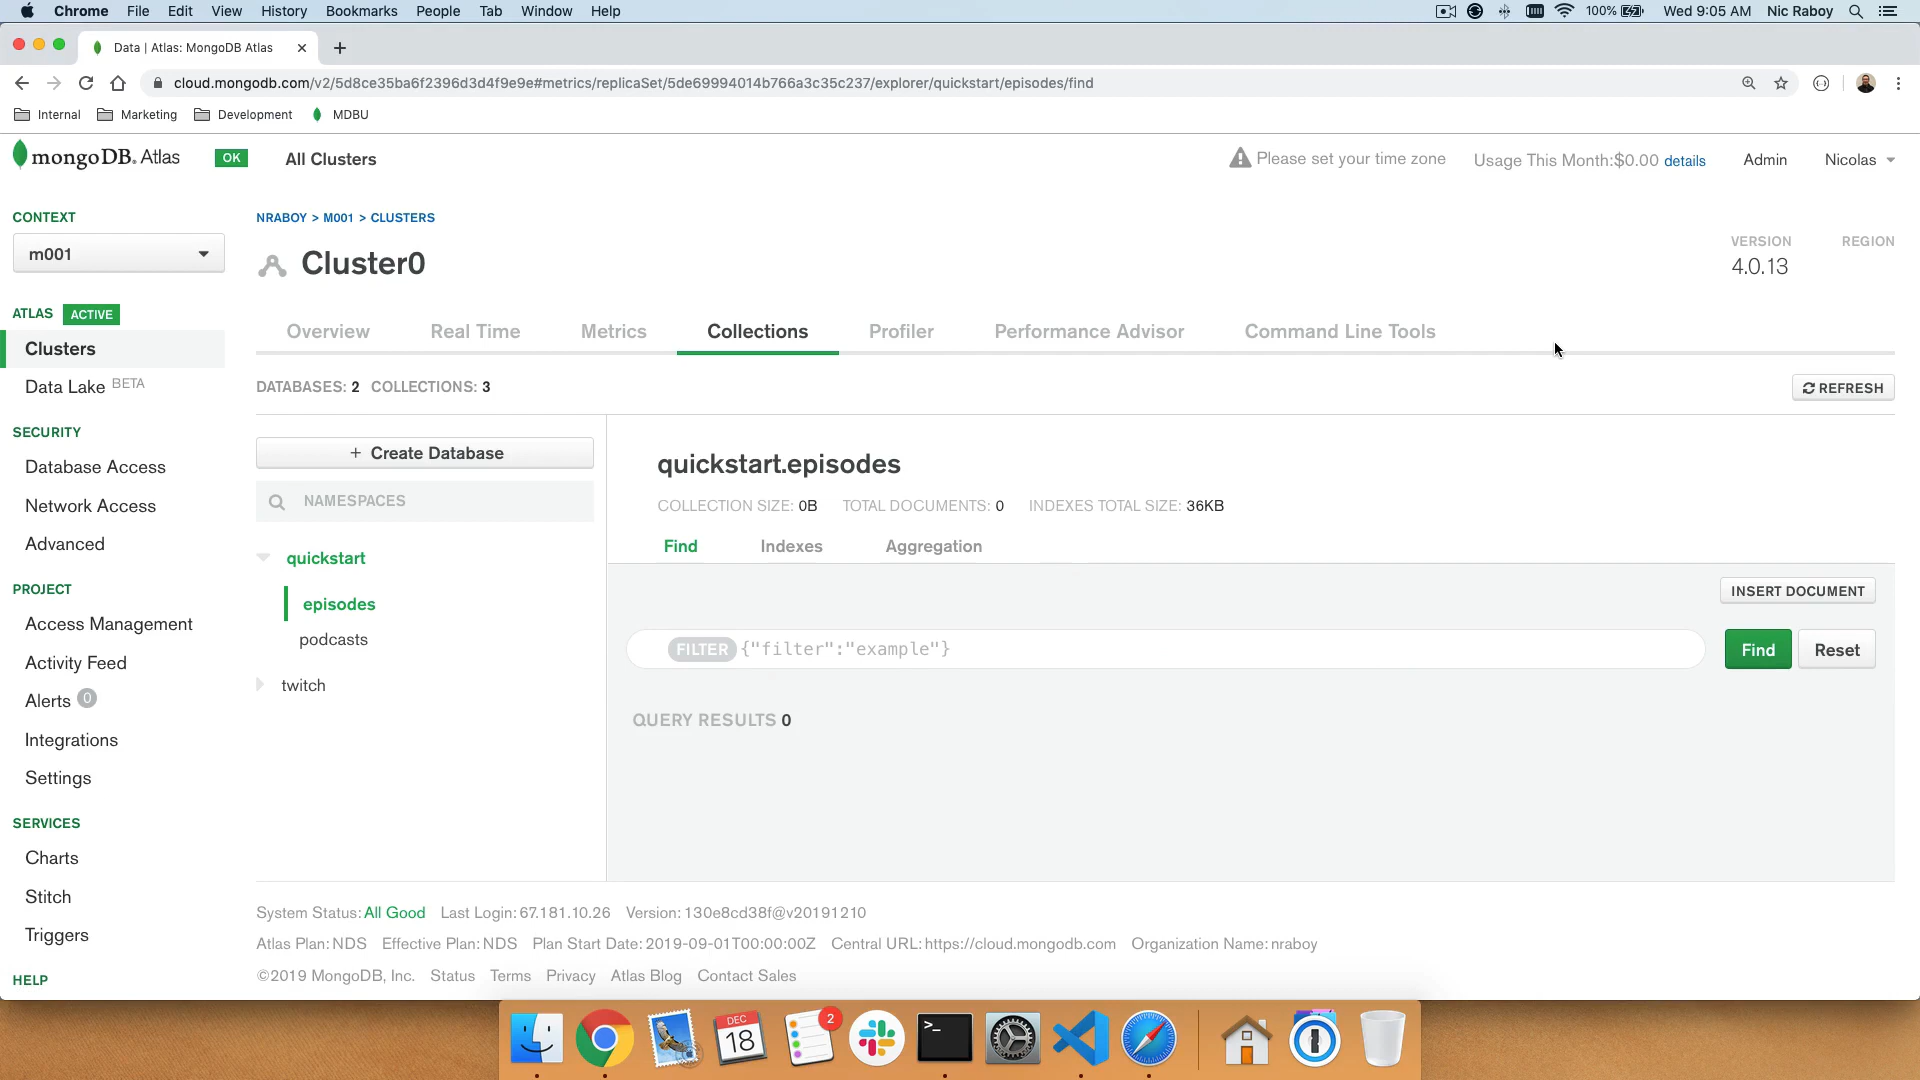 Chrome File Edit View History Bookmarks People Tab Window Help 100% Wed 9:05 AM Nic Raboy
Data | Atlas: MongoDB Atlas
cloud.mongodb.com/v2/5d8ce35ba6f2396d3d4f9e9e#metrics/replicaSet/5de69994014b766a3c35c237/explorer/quickstart/episodes/find
Internal Marketing Development MDBU
mongoDB. Atlas OK All Clusters Please set your time zone Usage This Month:$0.00 details Admin Nicolas
CONTEXT
m001
NRABOY > M001 > CLUSTERS
Cluster0
VERSION REGION
4.0.13
ATLAS ACTIVE
Clusters
Data Lake BETA
SECURITY
Database Access
Network Access
Advanced
PROJECT
Access Management
Activity Feed
Alerts 0
Integrations
Settings
SERVICES
Charts
Stitch
Triggers
HELP
Overview Real Time Metrics Collections Profiler Performance Advisor Command Line Tools
DATABASES: 2 COLLECTIONS: 3
REFRESH
+ Create Database
NAMESPACES
quickstart
episodes
podcasts
twitch
quickstart.episodes
COLLECTION SIZE: 0B TOTAL DOCUMENTS: 0 INDEXES TOTAL SIZE: 36KB
Find Indexes Aggregation
INSERT DOCUMENT
FILTER {"filter":"example"}
Find Reset
QUERY RESULTS 0
System Status: All Good Last Login: 67.181.10.26 Version: 130e8cd38f@v20191210
Atlas Plan: NDS Effective Plan: NDS Plan Start Date: 2019-09-01T00:00:00Z Central URL: https://cloud.mongodb.com Organization Name: nraboy
©2019 MongoDB, Inc. Status Terms Privacy Atlas Blog Contact Sales
DEC
18
2
>_